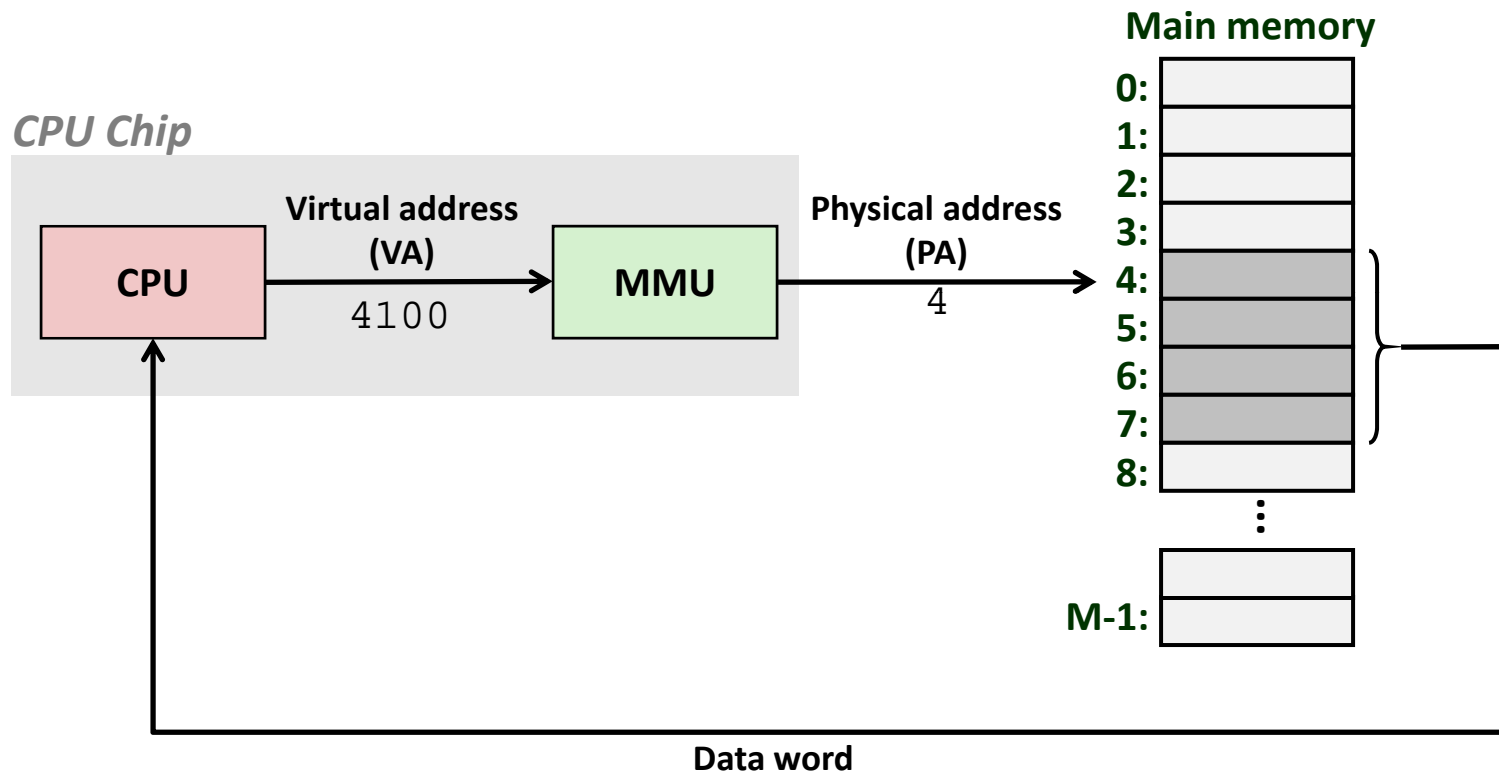 Main memory
0:
CPU Chip
1:
2:
Virtual address
(VA)
Physical address
(PA)
3:
CPU
4100
MMU
4
4:
5:
6:
7:
8:
⋮
M-1:
Data word